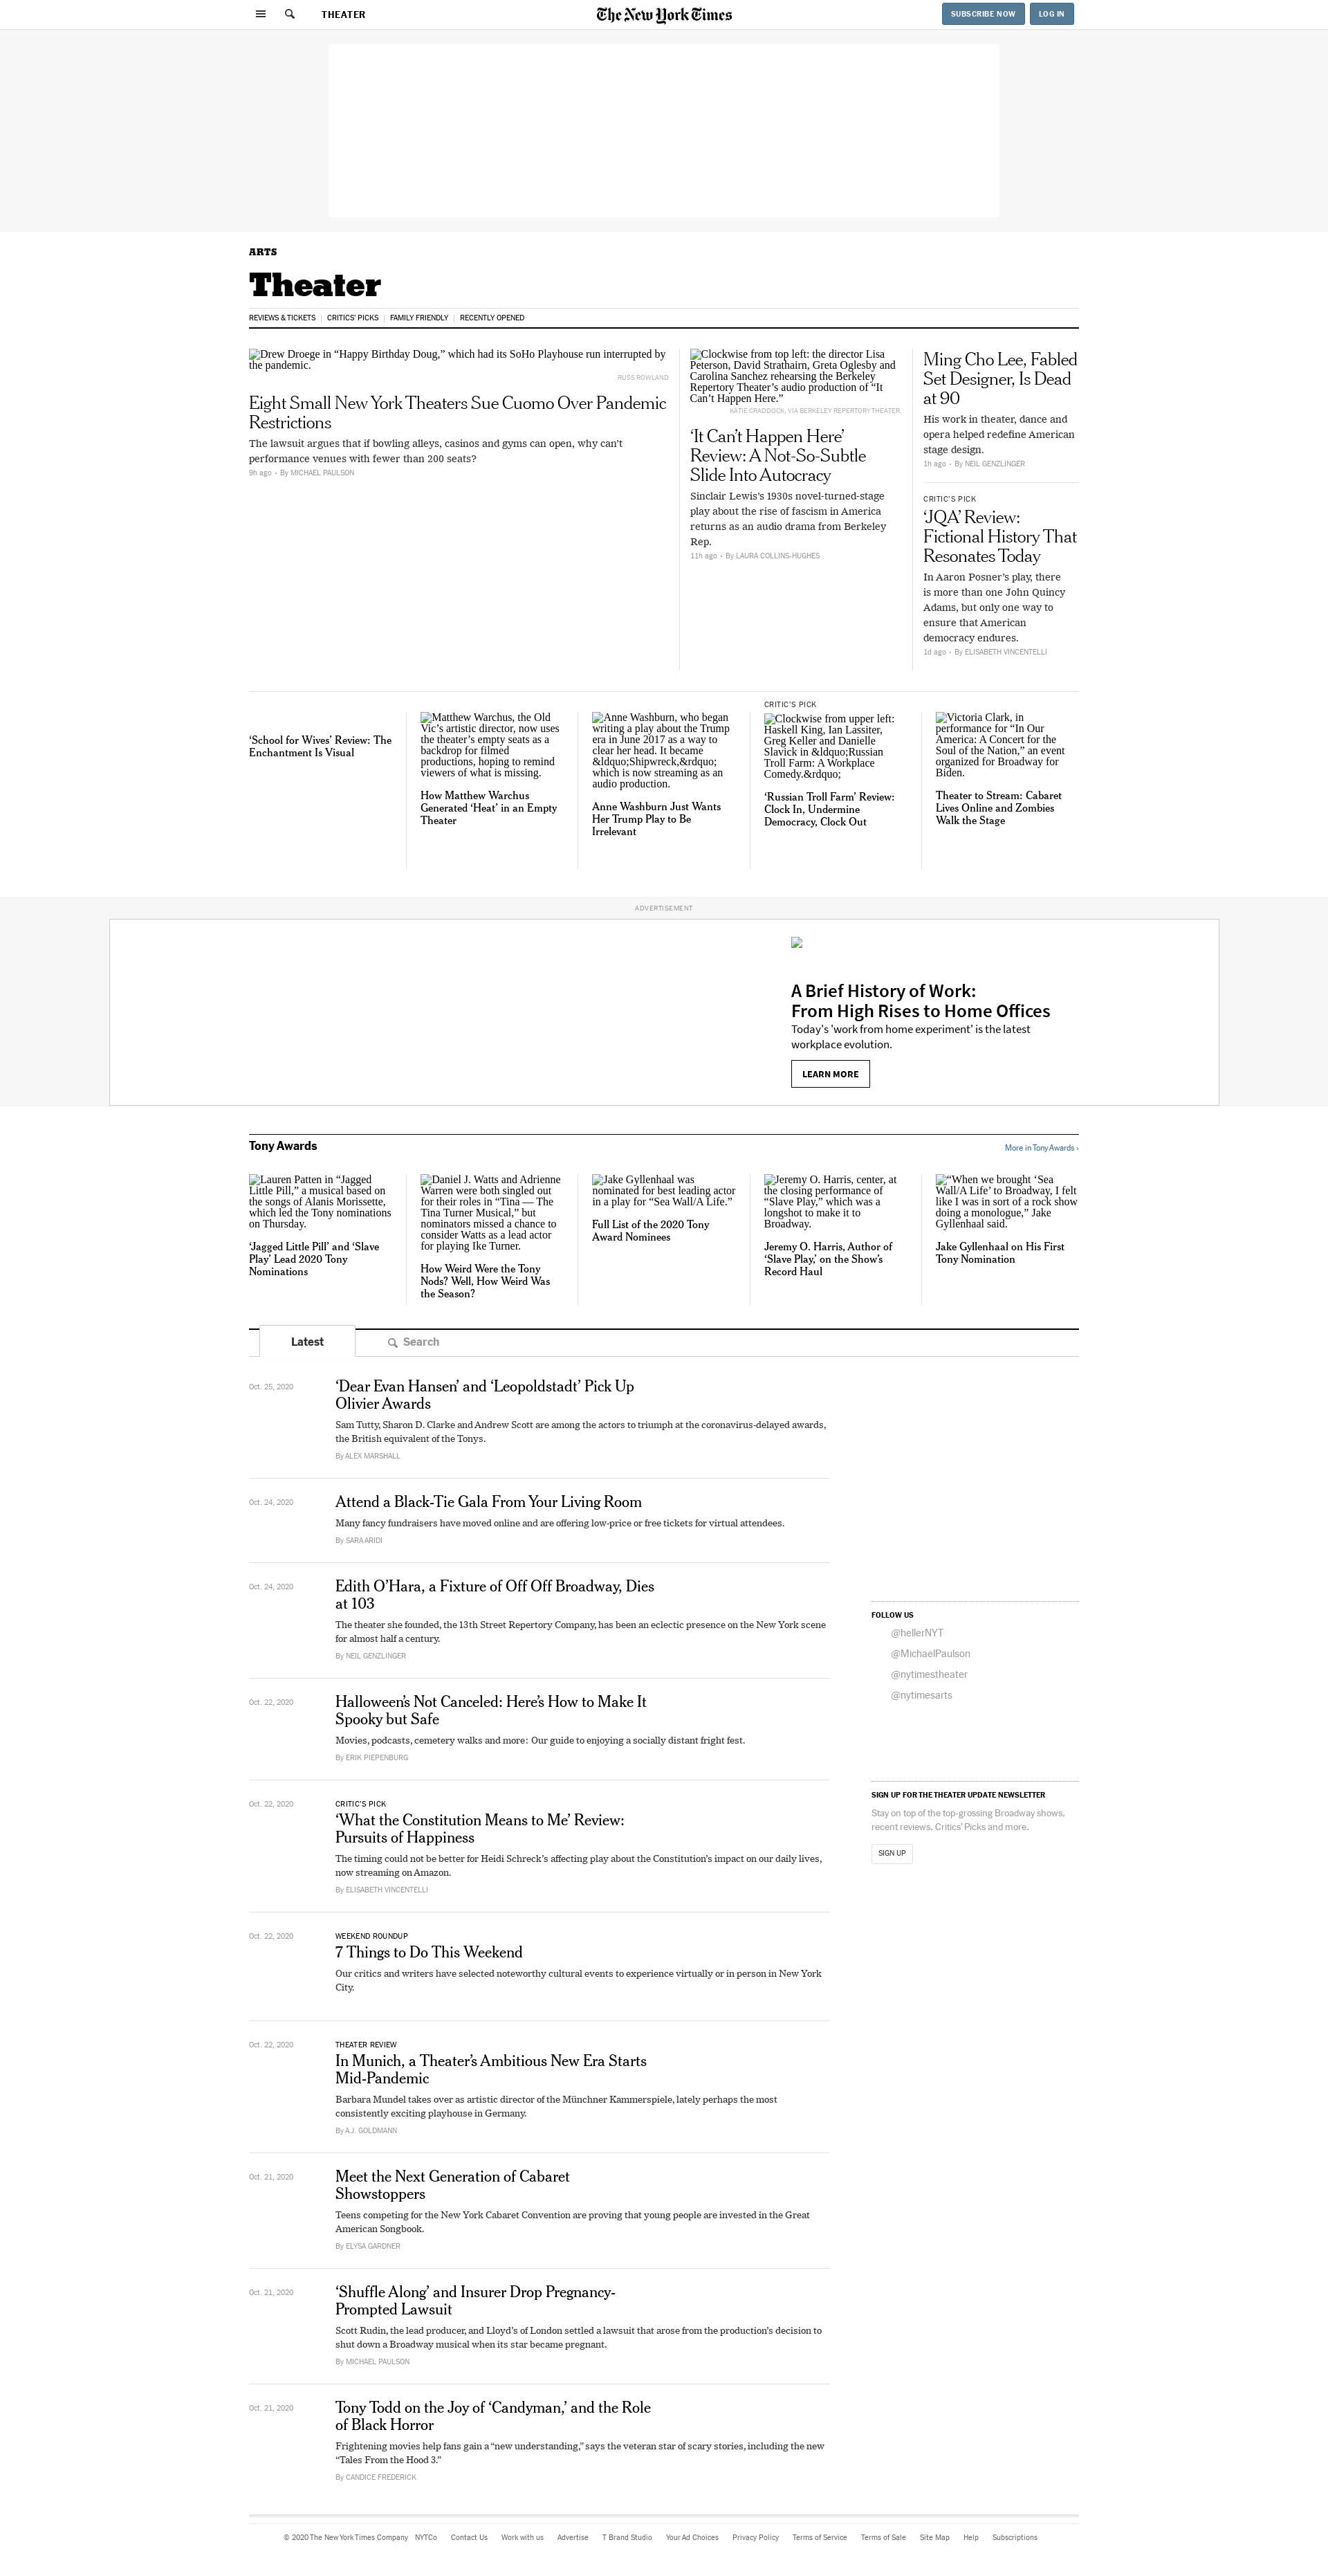 THEATER
The New York Times
SUBSCRIBE NOW
LOG IN
ARTS
Theater
REVIEWS & TICKETS | CRITICS' PICKS | FAMILY FRIENDLY | RECENTLY OPENED
Drew Droege in “Happy Birthday Doug,” which had its SoHo Playhouse run interrupted by
the pandemic.
RUSS ROWLAND
Eight Small New York Theaters Sue Cuomo Over Pandemic
Restrictions
The lawsuit argues that if bowling alleys, casinos and gyms can open, why can’t
performance venues with fewer than 200 seats?
9h ago • By MICHAEL PAULSON
Clockwise from top left: the director Lisa
Peterson, David Strathairn, Greta Oglesby and
Carolina Sanchez rehearsing the Berkeley
Repertory Theater’s audio production of “It
Can’t Happen Here.”
KATIE CRADDOCK, VIA BERKELEY REPERTORY THEATER.
‘It Can’t Happen Here’
Review: A Not-So-Subtle
Slide Into Autocracy
Sinclair Lewis’s 1930s novel-turned-stage
play about the rise of fascism in America
returns as an audio drama from Berkeley
Rep.
11h ago • By LAURA COLLINS-HUGHES
Ming Cho Lee, Fabled
Set Designer, Is Dead
at 90
His work in theater, dance and
opera helped redefine American
stage design.
1h ago • By NEIL GENZLINGER
CRITIC'S PICK
‘JQA’ Review:
Fictional History That
Resonates Today
In Aaron Posner’s play, there
is more than one John Quincy
Adams, but only one way to
ensure that American
democracy endures.
1d ago • By ELISABETH VINCENTELLI
‘School for Wives’ Review: The
Enchantment Is Visual
Matthew Warchus, the Old
Vic’s artistic director, now uses
the theater’s empty seats as a
backdrop for filmed
productions, hoping to remind
viewers of what is missing.
How Matthew Warchus
Generated ‘Heat’ in an Empty
Theater
Anne Washburn, who began
writing a play about the Trump
era in June 2017 as a way to
clear her head. It became
&ldquo;Shipwreck,&rdquo;
which is now streaming as an
audio production.
Anne Washburn Just Wants
Her Trump Play to Be
Irrelevant
CRITIC'S PICK
Clockwise from upper left:
Haskell King, Ian Lassiter,
Greg Keller and Danielle
Slavick in &ldquo;Russian
Troll Farm: A Workplace
Comedy.&rdquo;
‘Russian Troll Farm’ Review:
Clock In, Undermine
Democracy, Clock Out
Victoria Clark, in
performance for “In Our
America: A Concert for the
Soul of the Nation,” an event
organized for Broadway for
Biden.
Theater to Stream: Cabaret
Lives Online and Zombies
Walk the Stage
ADVERTISEMENT
A Brief History of Work:
From High Rises to Home Offices
Today's 'work from home experiment' is the latest
workplace evolution.
LEARN MORE
Tony Awards
More in Tony Awards ›
Lauren Patten in “Jagged
Little Pill,” a musical based on
the songs of Alanis Morissette,
which led the Tony nominations
on Thursday.
‘Jagged Little Pill’ and ‘Slave
Play’ Lead 2020 Tony
Nominations
Daniel J. Watts and Adrienne
Warren were both singled out
for their roles in “Tina — The
Tina Turner Musical,” but
nominators missed a chance to
consider Watts as a lead actor
for playing Ike Turner.
How Weird Were the Tony
Nods? Well, How Weird Was
the Season?
Jake Gyllenhaal was
nominated for best leading actor
in a play for “Sea Wall/A Life.”
Full List of the 2020 Tony
Award Nominees
Jeremy O. Harris, center, at
the closing performance of
“Slave Play,” which was a
longshot to make it to
Broadway.
Jeremy O. Harris, Author of
‘Slave Play,’ on the Show’s
Record Haul
“When we brought ‘Sea
Wall/A Life’ to Broadway, I felt
like I was in sort of a rock show
doing a monologue,” Jake
Gyllenhaal said.
Jake Gyllenhaal on His First
Tony Nomination
Latest
Search
Oct. 25, 2020
‘Dear Evan Hansen’ and ‘Leopoldstadt’ Pick Up
Olivier Awards
Sam Tutty, Sharon D. Clarke and Andrew Scott are among the actors to triumph at the coronavirus-delayed awards,
the British equivalent of the Tonys.
By ALEX MARSHALL
Oct. 24, 2020
Attend a Black-Tie Gala From Your Living Room
Many fancy fundraisers have moved online and are offering low-price or free tickets for virtual attendees.
By SARA ARIDI
Oct. 24, 2020
Edith O’Hara, a Fixture of Off Off Broadway, Dies
at 103
The theater she founded, the 13th Street Repertory Company, has been an eclectic presence on the New York scene
for almost half a century.
By NEIL GENZLINGER
Oct. 22, 2020
Halloween’s Not Canceled: Here’s How to Make It
Spooky but Safe
Movies, podcasts, cemetery walks and more: Our guide to enjoying a socially distant fright fest.
By ERIK PIEPENBURG
Oct. 22, 2020
CRITIC'S PICK
‘What the Constitution Means to Me’ Review:
Pursuits of Happiness
The timing could not be better for Heidi Schreck’s affecting play about the Constitution’s impact on our daily lives,
now streaming on Amazon.
By ELISABETH VINCENTELLI
Oct. 22, 2020
WEEKEND ROUNDUP
7 Things to Do This Weekend
Our critics and writers have selected noteworthy cultural events to experience virtually or in person in New York
City.
Oct. 22, 2020
THEATER REVIEW
In Munich, a Theater’s Ambitious New Era Starts
Mid-Pandemic
Barbara Mundel takes over as artistic director of the Münchner Kammerspiele, lately perhaps the most
consistently exciting playhouse in Germany.
By A.J. GOLDMANN
Oct. 21, 2020
Meet the Next Generation of Cabaret
Showstoppers
Teens competing for the New York Cabaret Convention are proving that young people are invested in the Great
American Songbook.
By ELYSA GARDNER
Oct. 21, 2020
‘Shuffle Along’ and Insurer Drop Pregnancy-
Prompted Lawsuit
Scott Rudin, the lead producer, and Lloyd’s of London settled a lawsuit that arose from the production’s decision to
shut down a Broadway musical when its star became pregnant.
By MICHAEL PAULSON
Oct. 21, 2020
Tony Todd on the Joy of ‘Candyman,’ and the Role
of Black Horror
Frightening movies help fans gain a “new understanding,” says the veteran star of scary stories, including the new
“Tales From the Hood 3.”
By CANDICE FREDERICK
FOLLOW US
@hellerNYT
@MichaelPaulson
@nytimestheater
@nytimesarts
SIGN UP FOR THE THEATER UPDATE NEWSLETTER
Stay on top of the top-grossing Broadway shows,
recent reviews, Critics' Picks and more.
SIGN UP
© 2020 The New York Times Company NYTCo Contact Us Work with us Advertise T Brand Studio Your Ad Choices Privacy Policy Terms of Service Terms of Sale Site Map Help Subscriptions